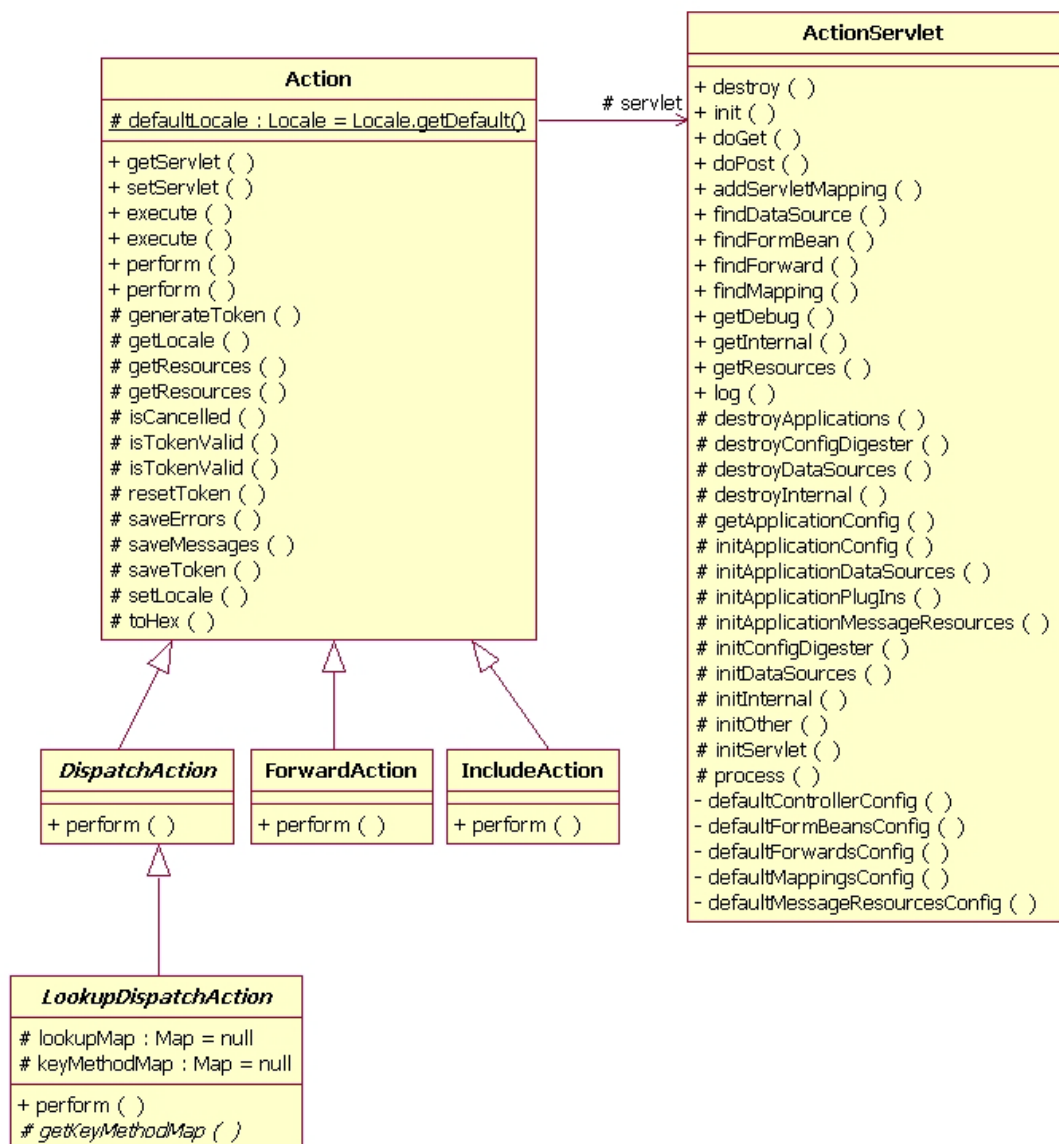 Action
# defaultLocale : Locale = Locale.getDefault()
+ getServlet ( )
+ setServlet ( )
+ execute ( )
+ execute ( )
+ perform ( )
+ perform ( )
# generateToken ( )
# getLocale ( )
# getResources ( )
# getResources ( )
# isCancelled ( )
# isTokenValid ( )
# isTokenValid ( )
# resetToken ( )
# saveErrors ( )
# saveMessages ( )
# saveToken ( )
# setLocale ( )
# toHex ( )
# servlet
ActionServlet
+ destroy ( )
+ init ( )
+ doGet ( )
+ doPost ( )
+ addServletMapping ( )
+ findDataSource ( )
+ findFormBean ( )
+ findForward ( )
+ findMapping ( )
+ getDebug ( )
+ getInternal ( )
+ getResources ( )
+ log ( )
# destroyApplications ( )
# destroyConfigDigester ( )
# destroyDataSources ( )
# destroyInternal ( )
# getApplicationConfig ( )
# initApplicationConfig ( )
# initApplicationDataSources ( )
# initApplicationPlugIns ( )
# initApplicationMessageResources ( )
# initConfigDigester ( )
# initDataSources ( )
# initInternal ( )
# initOther ( )
# initServlet ( )
# process ( )
- defaultControllerConfig ( )
- defaultFormBeansConfig ( )
- defaultForwardsConfig ( )
- defaultMappingsConfig ( )
- defaultMessageResourcesConfig ( )
DispatchAction
+ perform ( )
ForwardAction
+ perform ( )
IncludeAction
+ perform ( )
LookupDispatchAction
# lookupMap : Map = null
# keyMethodMap : Map = null
+ perform ( )
# getKeyMethodMap ( )